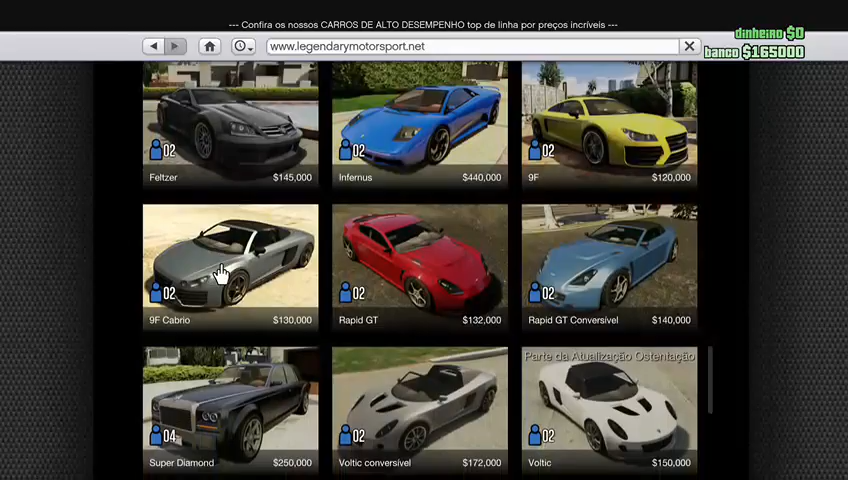 --- Confira os nossos CARROS DE ALTO DESEMPENHO top de linha por preços incríveis ---
dinheiro $0
www.legendarymotorsport.net
banco $165000
02
02
02
Feltzer $145,000
Infernus $440,000
9F $120,000
02
02
02
9F Cabrio $130,000
Rapid GT $132,000
Rapid GT Conversível $140,000
Parte da Atualização Ostentação
04
02
02
Super Diamond $250,000
Voltic conversível $172,000
Voltic $150,000